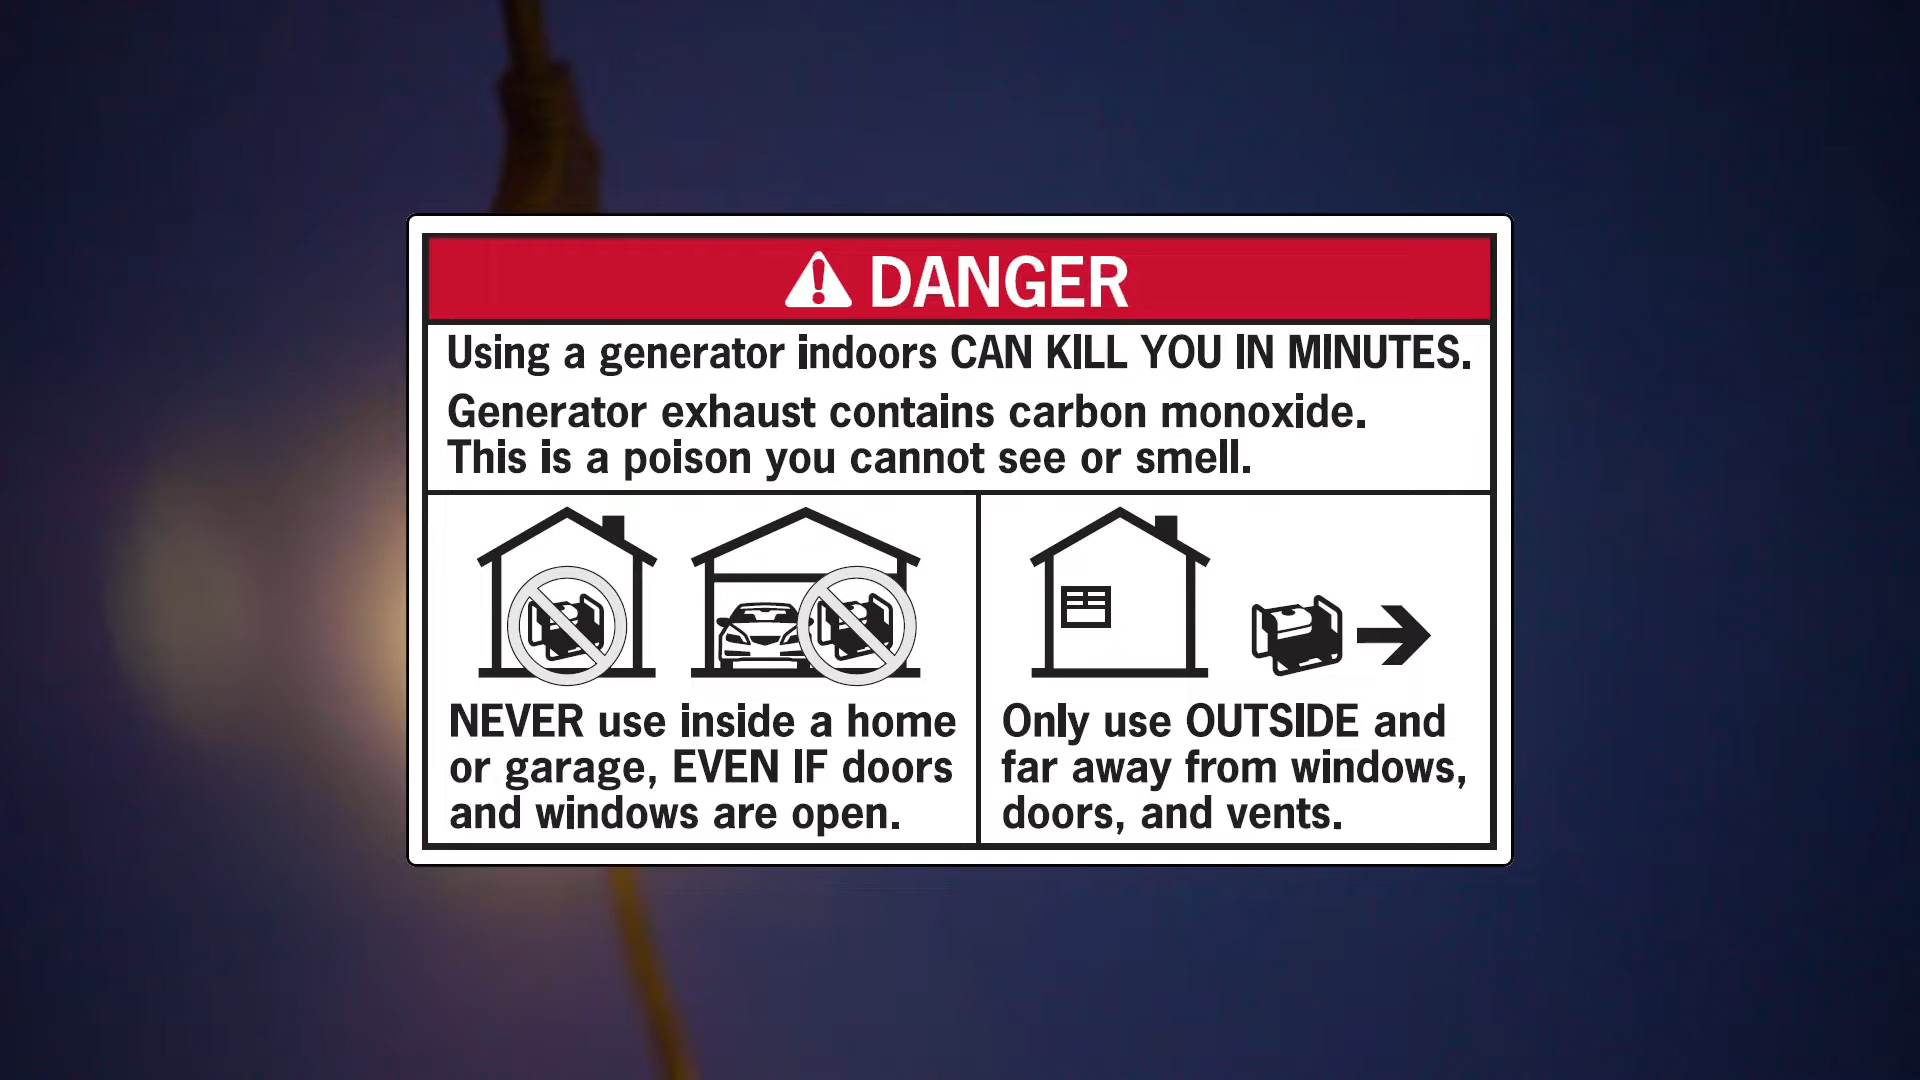 DANGER
Using a generator indoors CAN KILL YOU IN MINUTES.
Generator exhaust contains carbon monoxide.
This is a poison you cannot see or smell.
NEVER use inside a home
or garage, EVEN IF doors
and windows are open.
Only use OUTSIDE and
far away from windows,
doors, and vents.